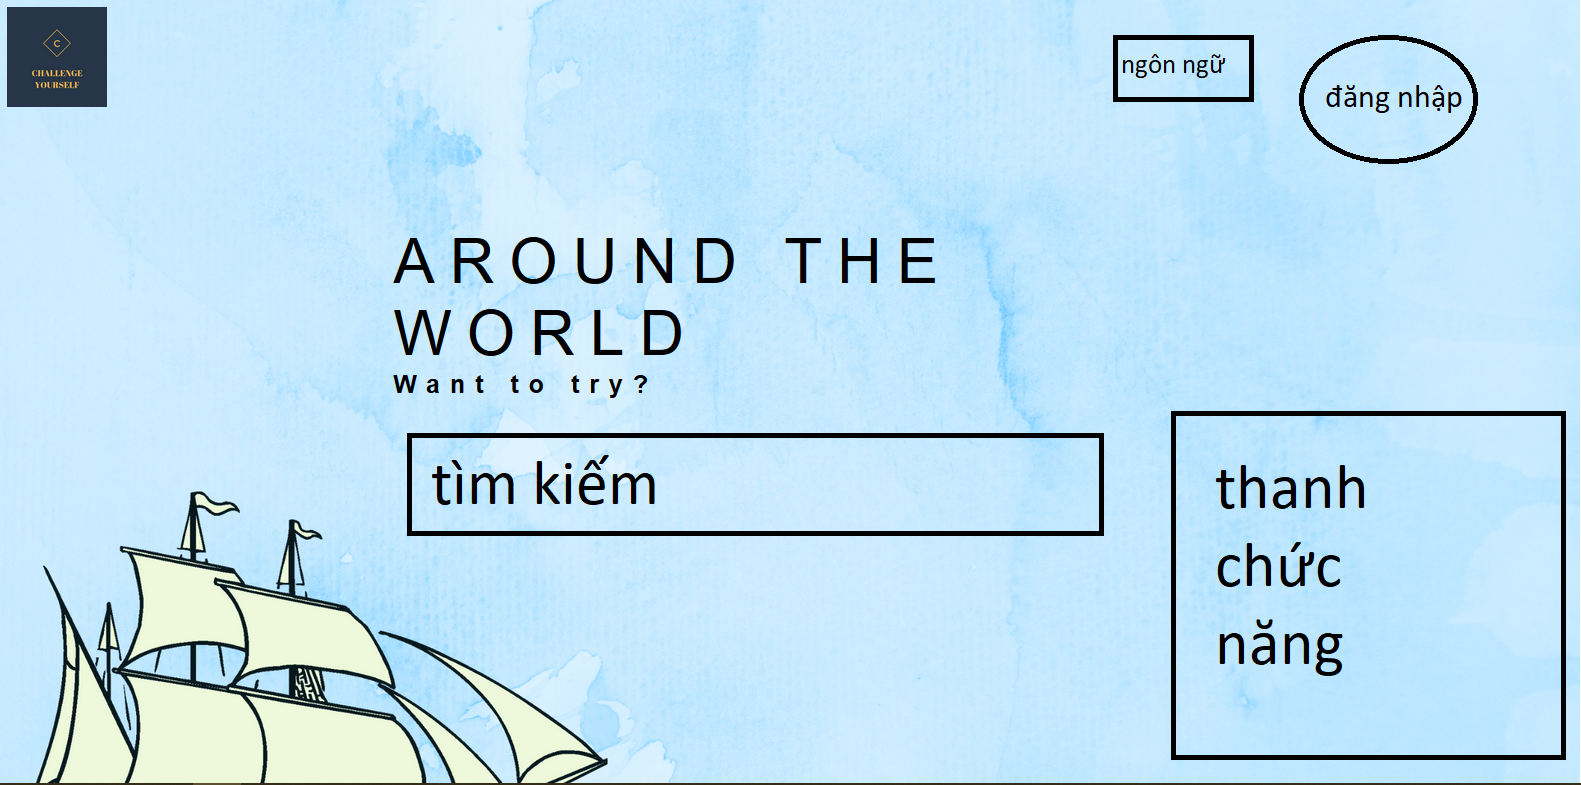 C
CHALLENGE
YOURSELF
ngôn ngữ
đăng nhập
AROUND THE
WORLD
Want to try?
tìm kiếm
thanh
chức
năng